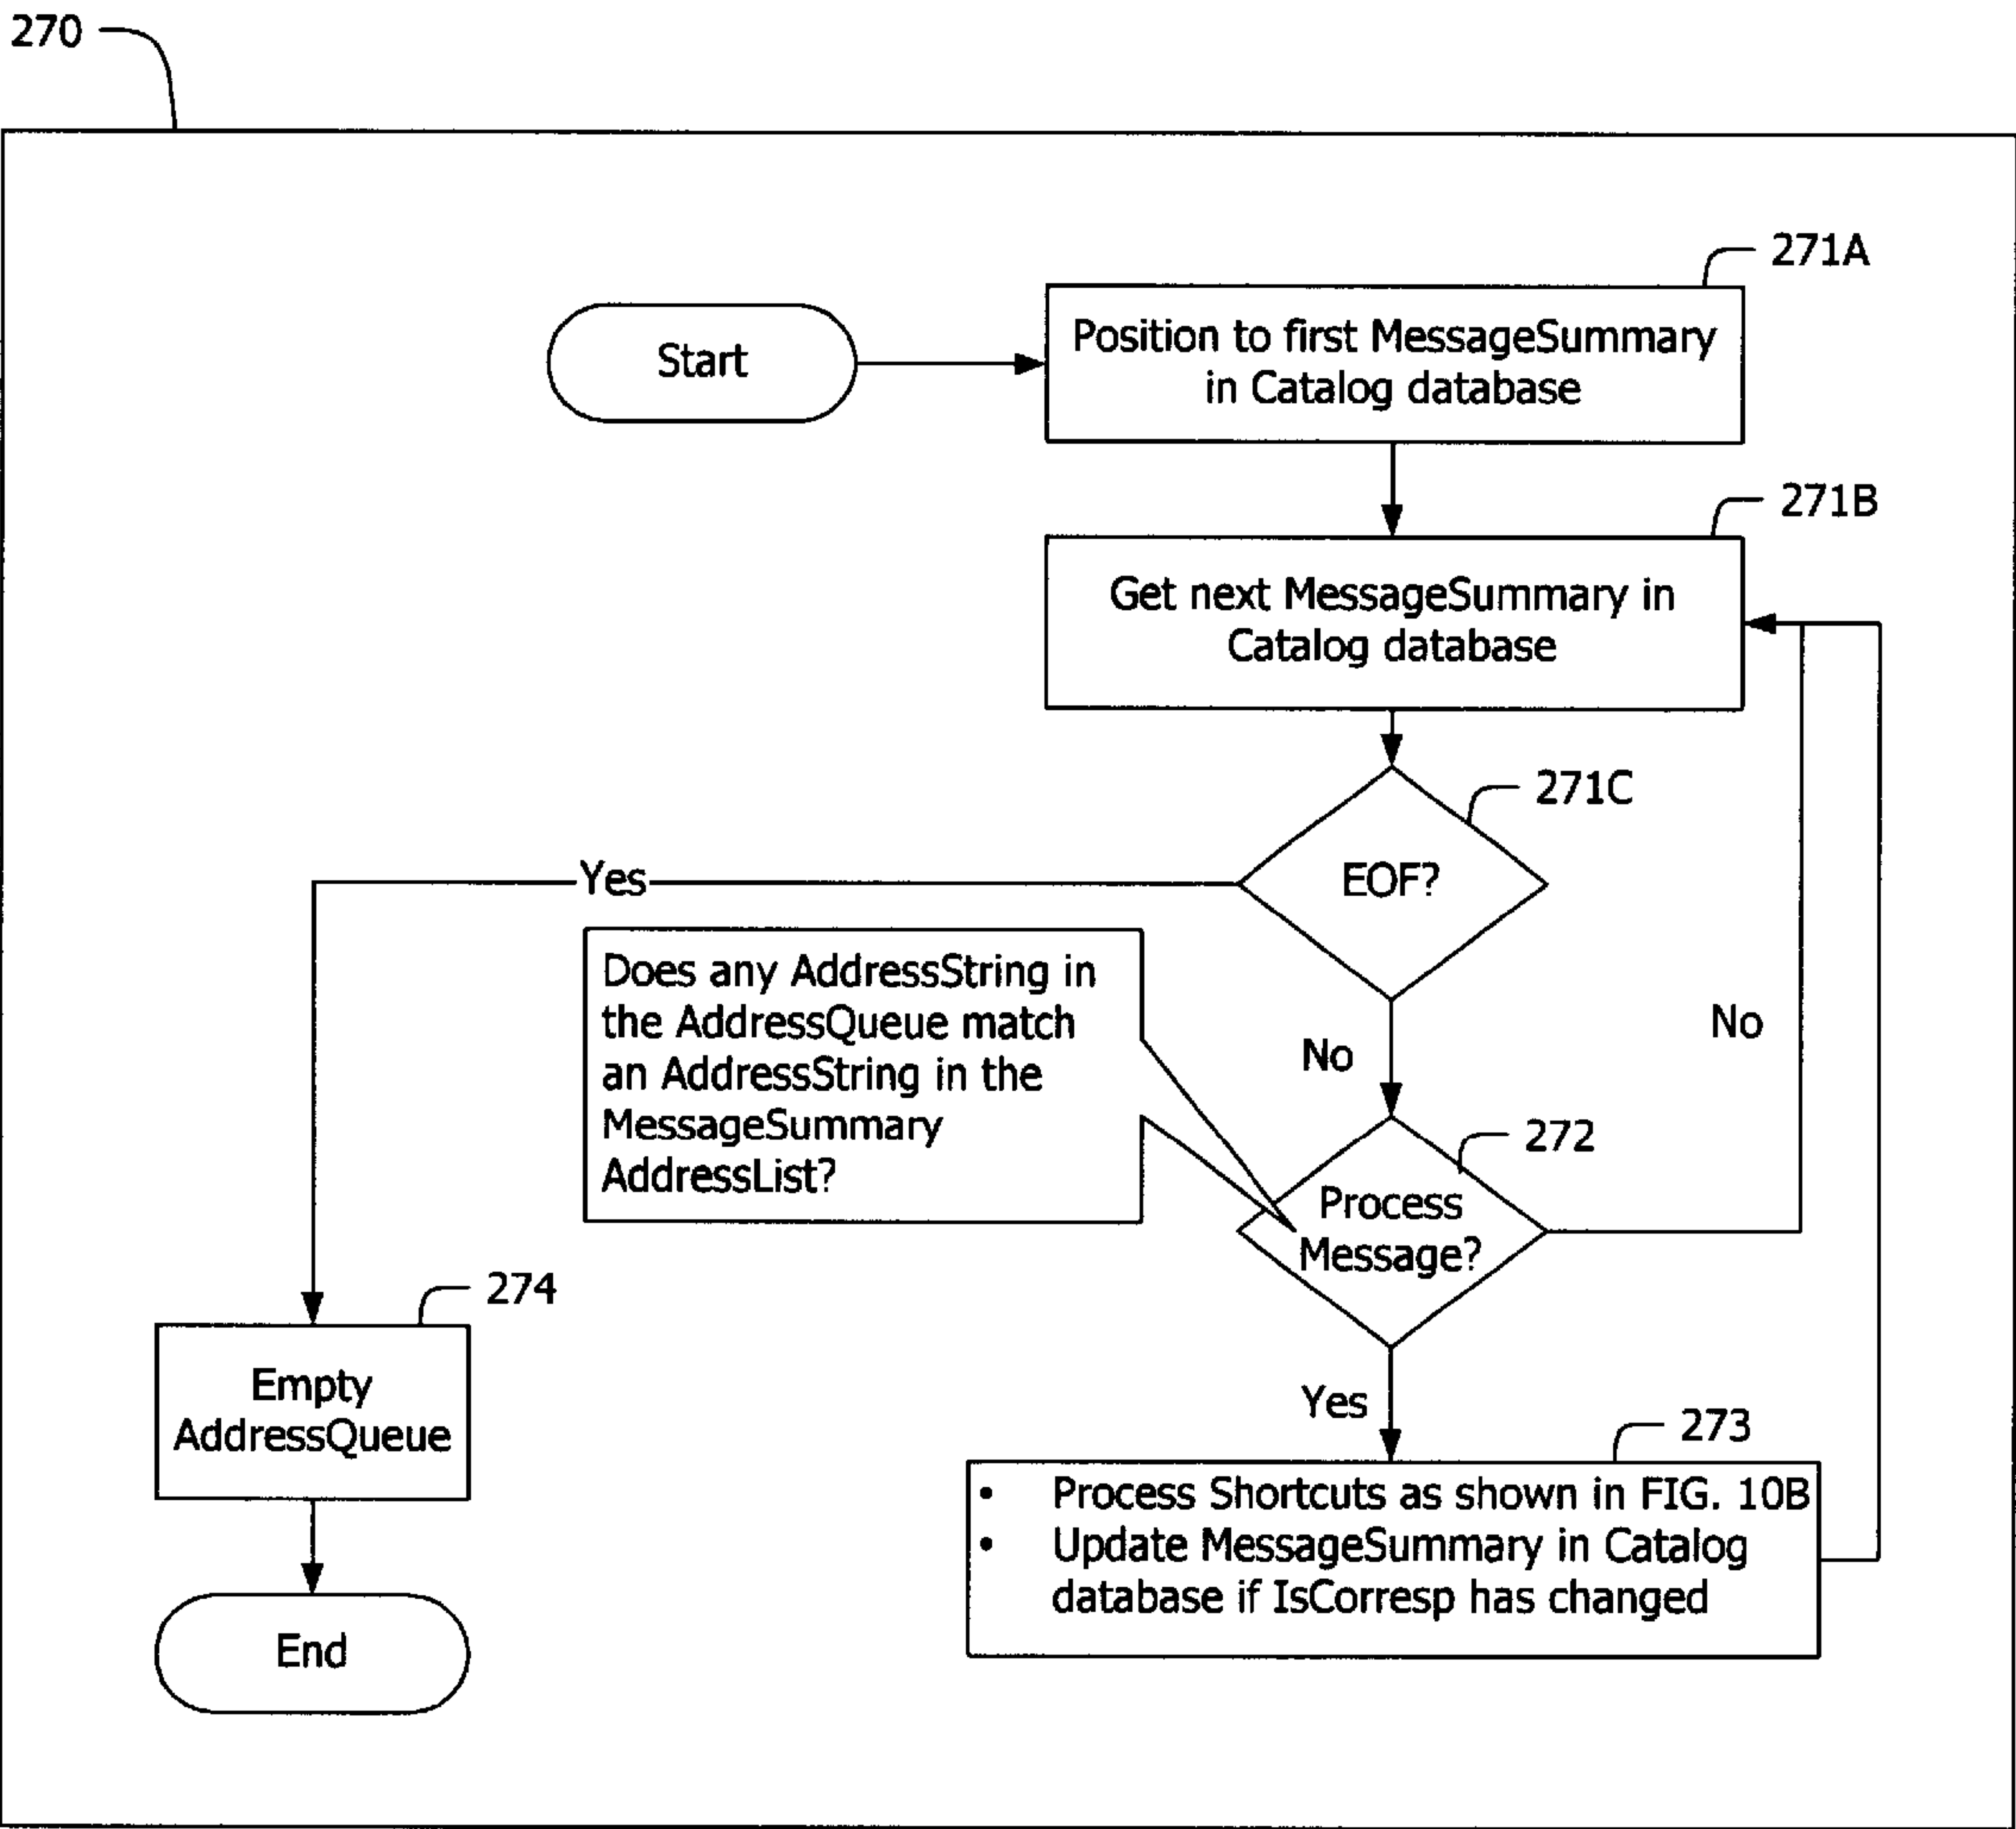 270
271A
Start
Position to first MessageSummary
in Catalog database
271B
Get next MessageSummary in
Catalog database
271C
EOF?
Yes
Does any AddressString in
the AddressQueue match
an AddressString in the
MessageSummary
AddressList?
No
No
272
Process
Message?
274
Empty
AddressQueue
Yes
273
• Process Shortcuts as shown in FIG. 10B
• Update MessageSummary in Catalog
database if IsCorresp has changed
End